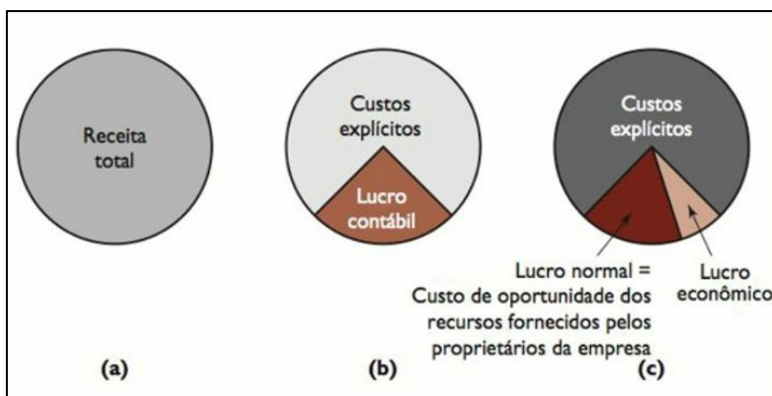 Receita
total
Custos
explícitos
Lucro
contábil
Custos
explícitos
Lucro normal =
Custo de oportunidade dos
recursos fornecidos pelos
proprietários da empresa
Lucro
econômico
(a)
(b)
(c)